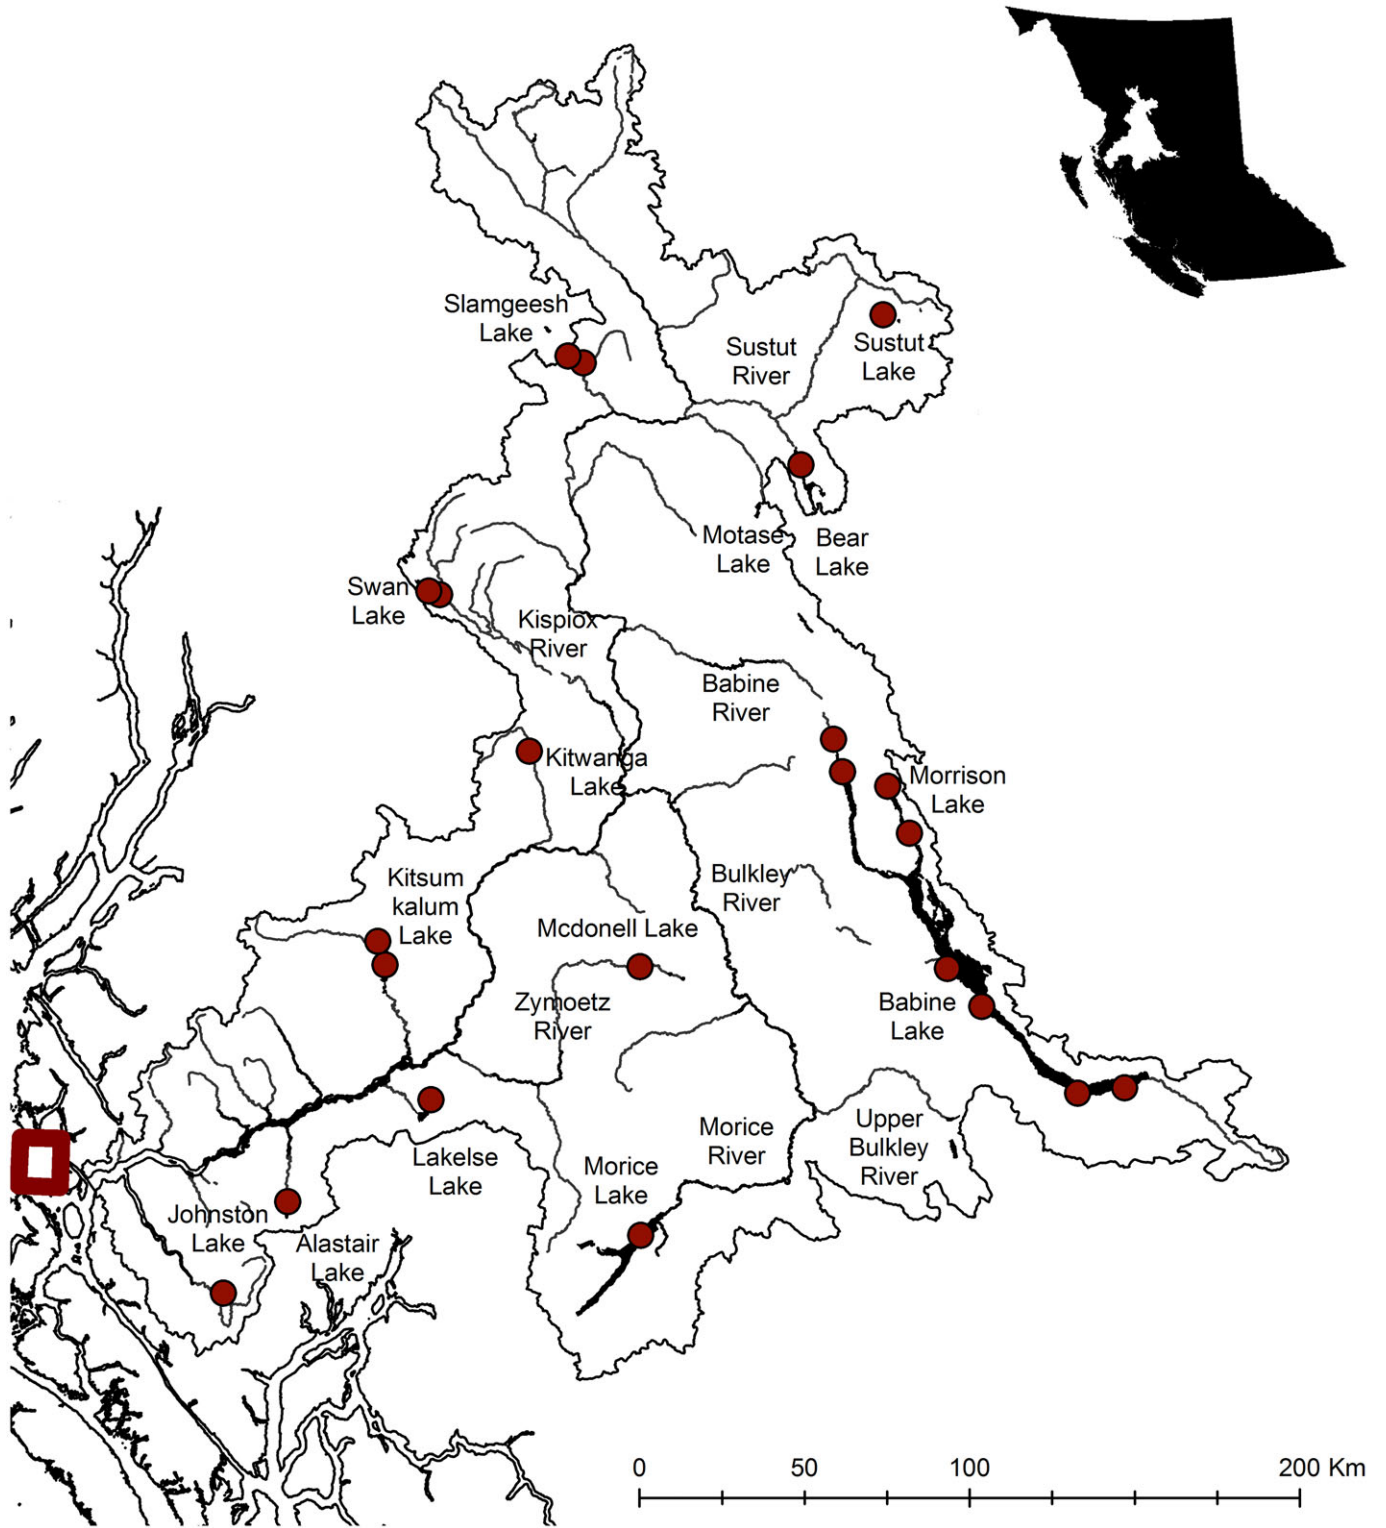 Slamgeesh
Lake
Sustut
River
Sustut
Lake
Motase
Lake
Bear
Lake
Swan
Lake
Kispiox
River
Babine
River
Kitwanga
Lake
Morrison
Lake
Kitsum
kalum
Lake
Bulkley
River
Mcdonell Lake
Zymoetz
River
Babine
Lake
Upper
Bulkley
River
Morice
River
Morice
Lake
Lakelse
Lake
Johnston
Lake
Alastair
Lake
0 50 100 200 Km